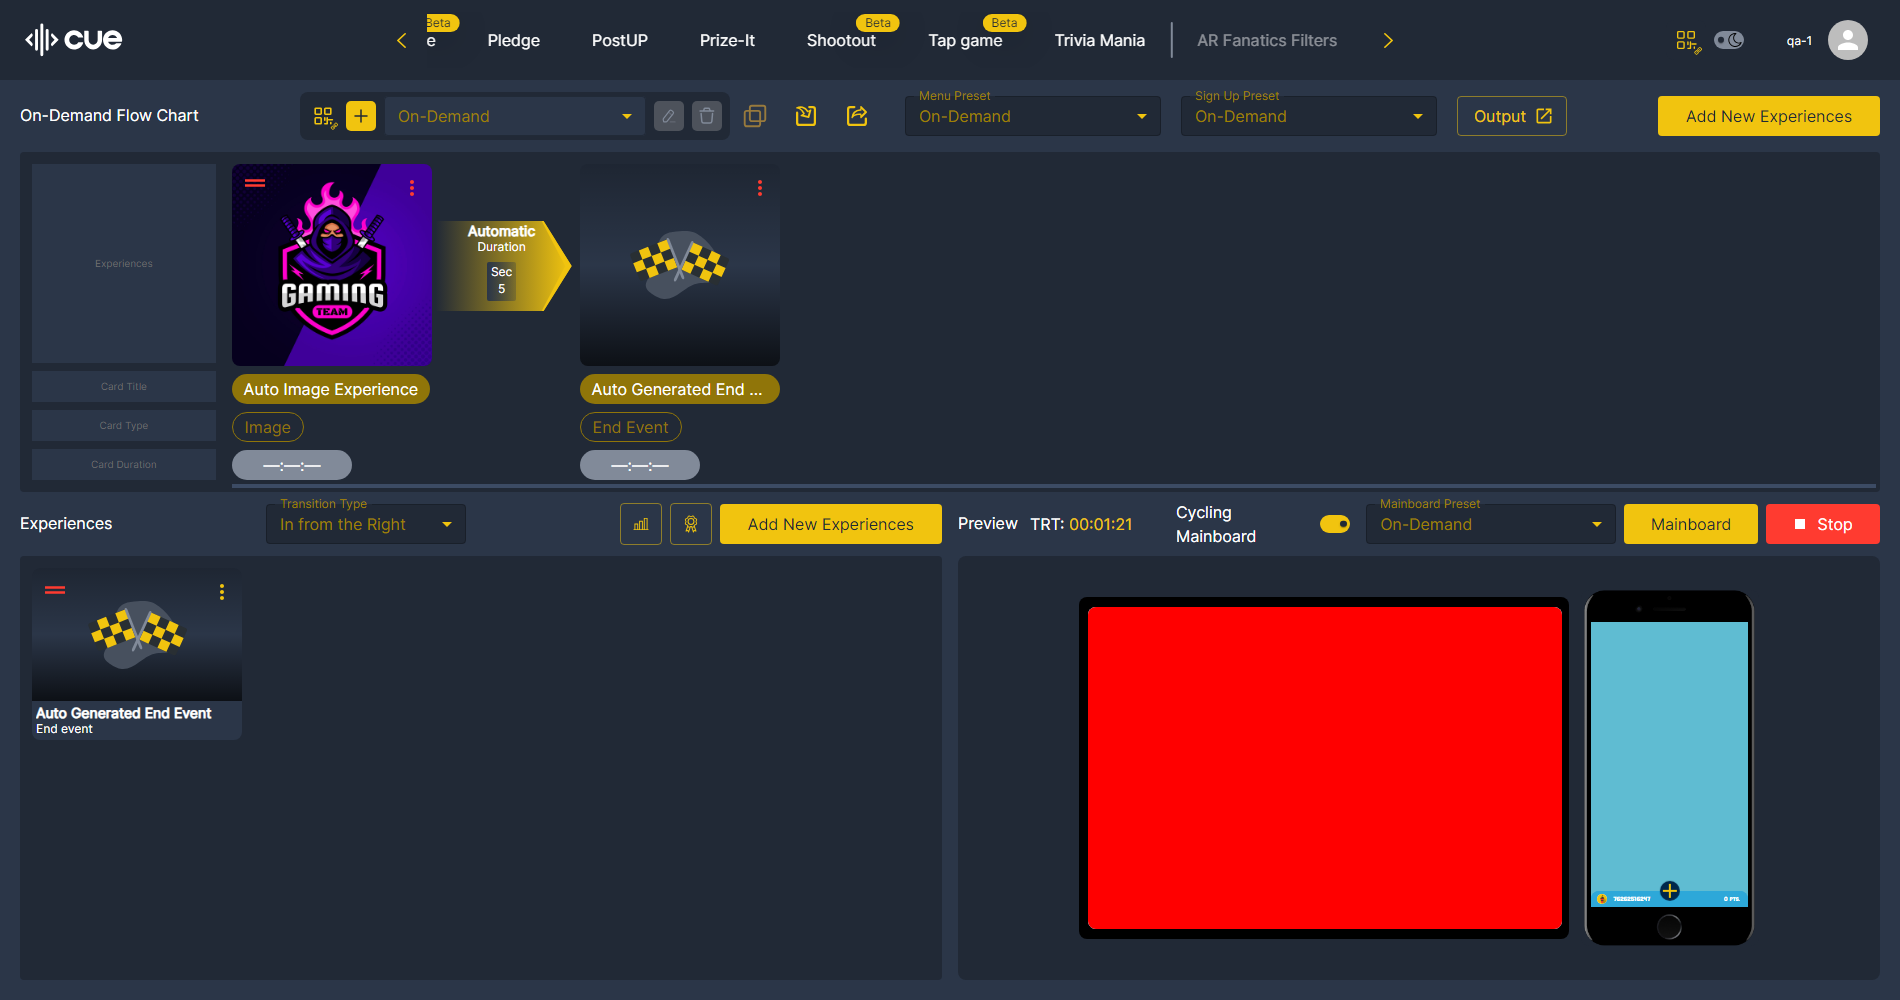 cue
e
Beta
Pledge
PostUP
Prize-It
Shootout
Beta
Tap game
Beta
Trivia Mania
AR Fanatics Filters
qa-1
On-Demand Flow Chart
On-Demand
Menu Preset
On-Demand
Sign Up Preset
On-Demand
Output
Add New Experiences
Experiences
Card Title
Card Type
Card Duration
GAMING
TEAM
Auto Image Experience
Image
—:—:—
Automatic
Duration
Sec
5
Auto Generated End ...
End Event
—:—:—
Experiences
Transition Type
In from the Right
Add New Experiences
Auto Generated End Event
End event
Preview
TRT: 00:01:21
Cycling
Mainboard
Mainboard Preset
On-Demand
Mainboard
Stop
0 PTS.